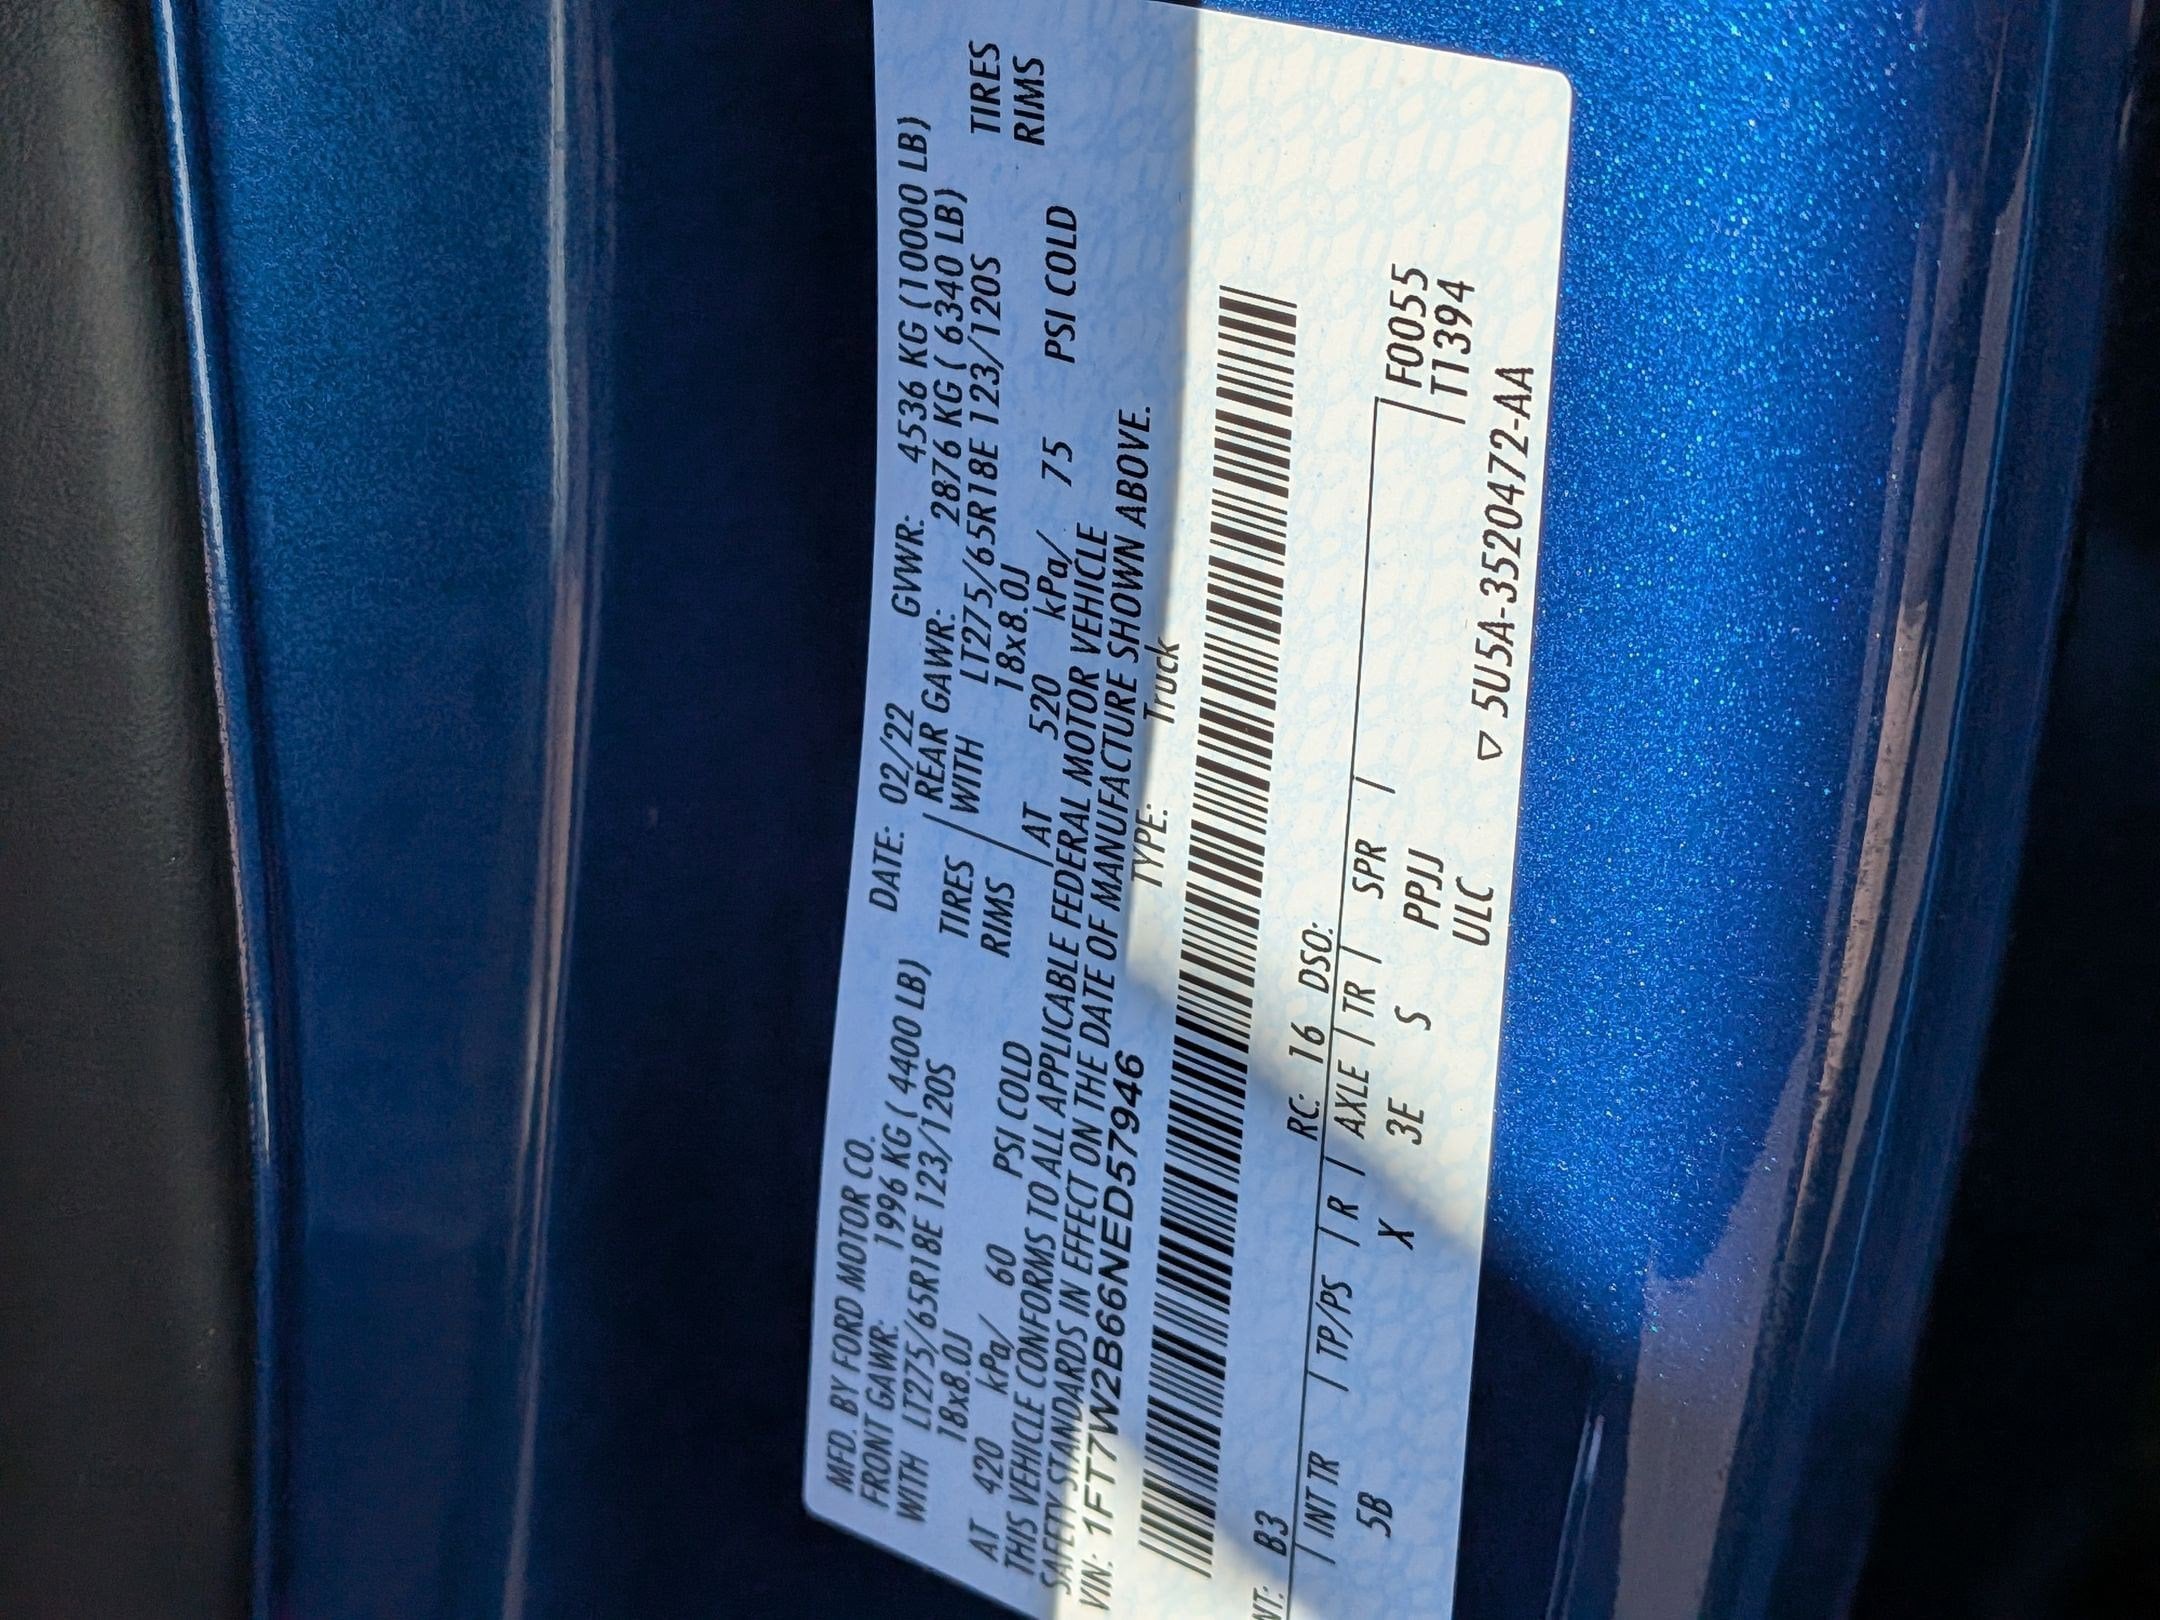 MFD. BY FORD MOTOR CO.
DATE: 02/22 GVWR: 4536 KG (10000 LB)
FRONT GAWR: 1996 KG ( 4400 LB) REAR GAWR: 2876 KG ( 6340 LB)
WITH LT275/65R18E 123/120S TIRES WITH LT275/65R18E 123/120S TIRES
18x8.0J RIMS 18x8.0J RIMS
AT 420 kPa/ 60 PSI COLD AT 520 kPa/ 75 PSI COLD
THIS VEHICLE CONFORMS TO ALL APPLICABLE FEDERAL MOTOR VEHICLE
SAFETY STANDARDS IN EFFECT ON THE DATE OF MANUFACTURE SHOWN ABOVE.
VIN: 1FT7W2B66NED57946 TYPE: Truck
B3 RC: 16 DSO:
INT TR TP/PS R AXLE TR SPR F0055
5B X 3E S PPJJ T1394
ULC
5U5A-3520472-AA